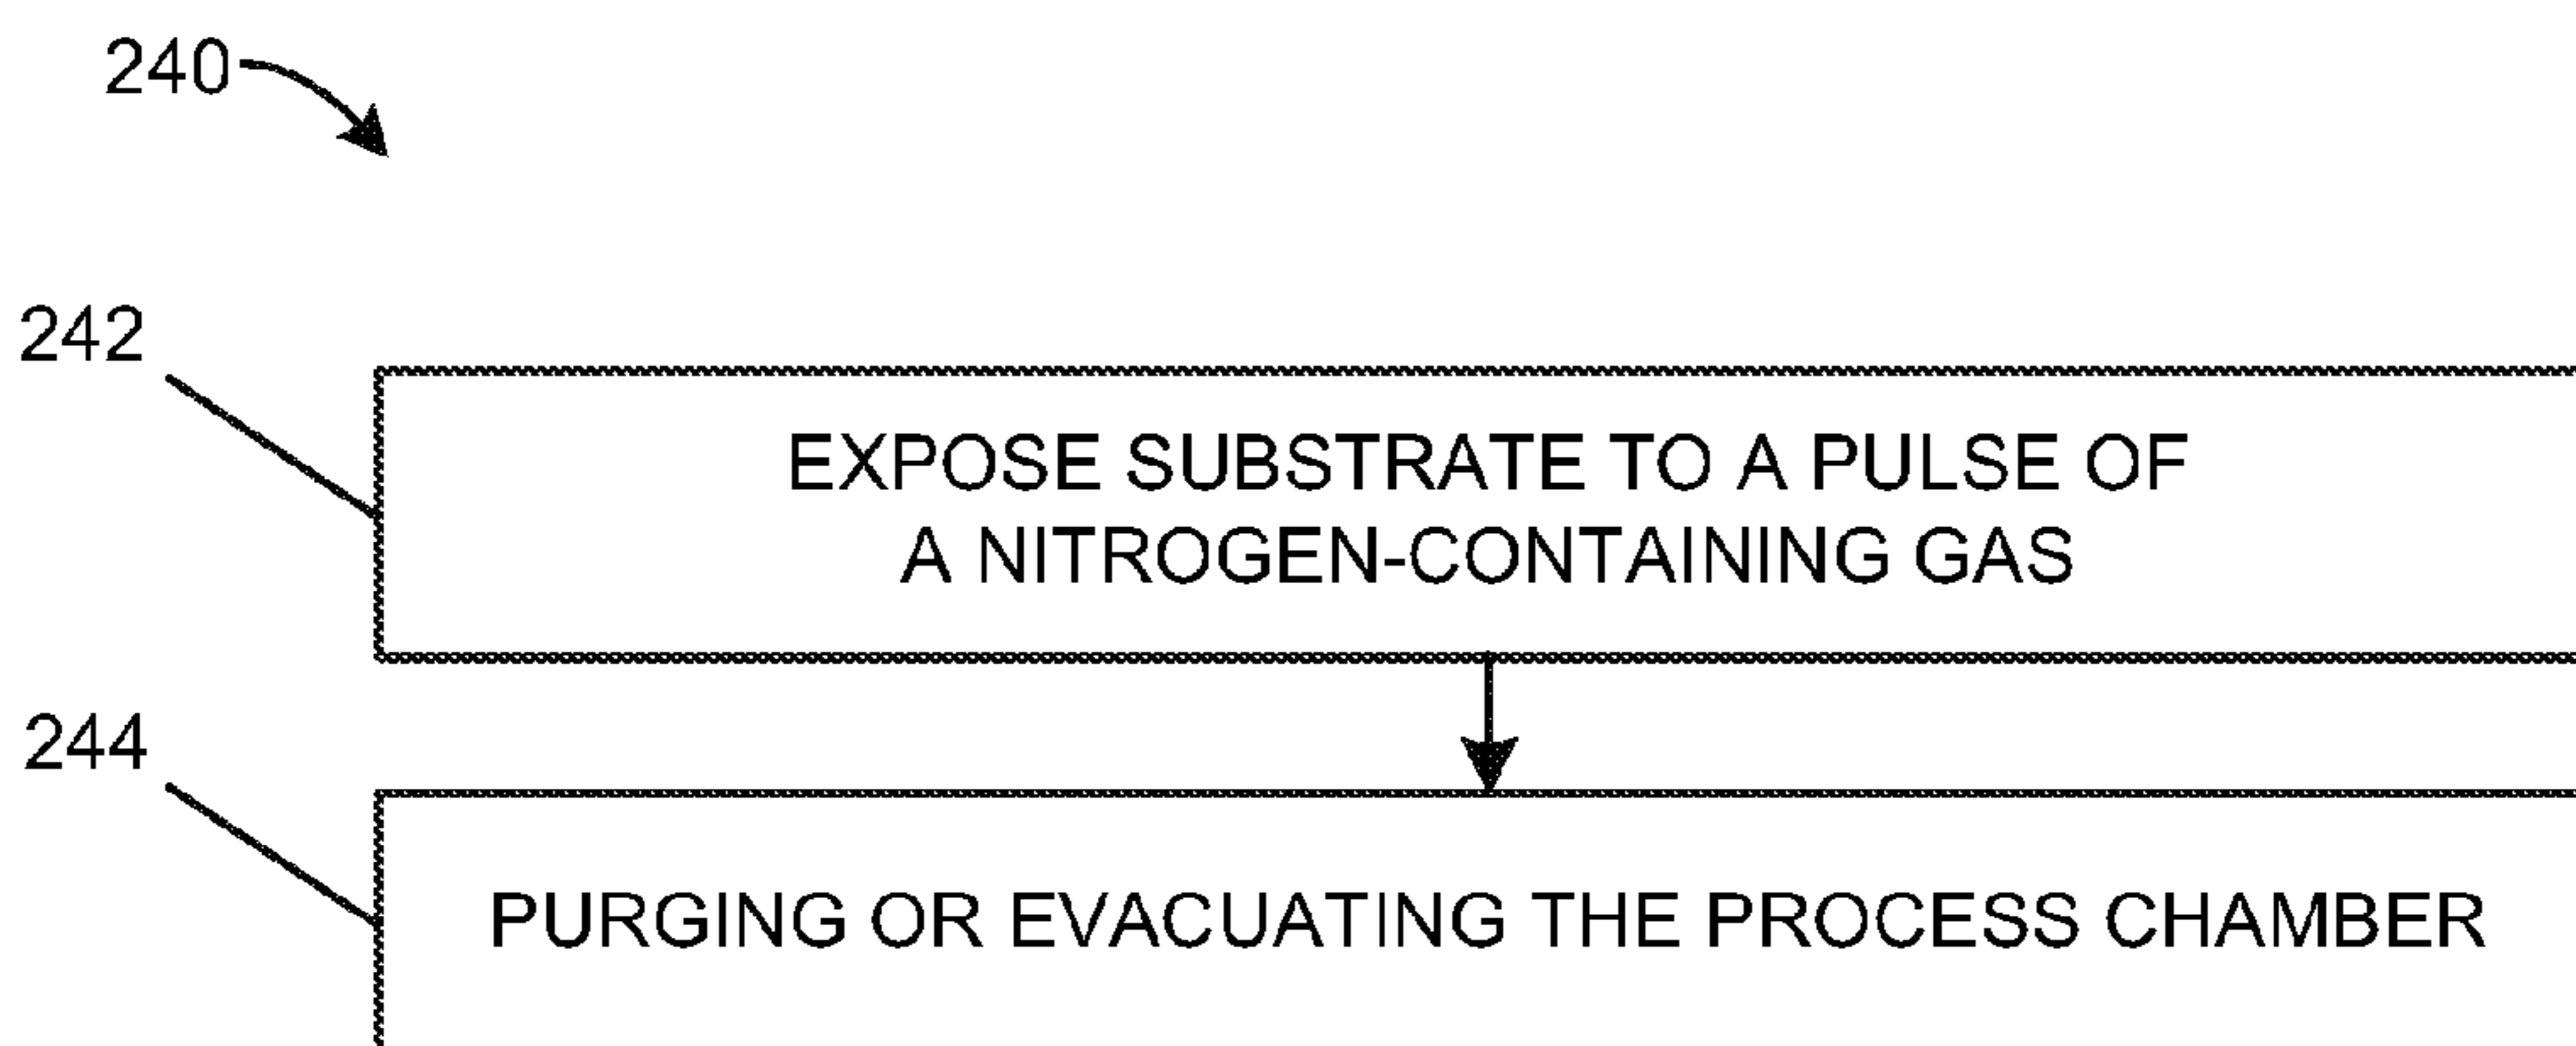 240
242
EXPOSE SUBSTRATE TO A PULSE OF
A NITROGEN-CONTAINING GAS
244
PURGING OR EVACUATING THE PROCESS CHAMBER